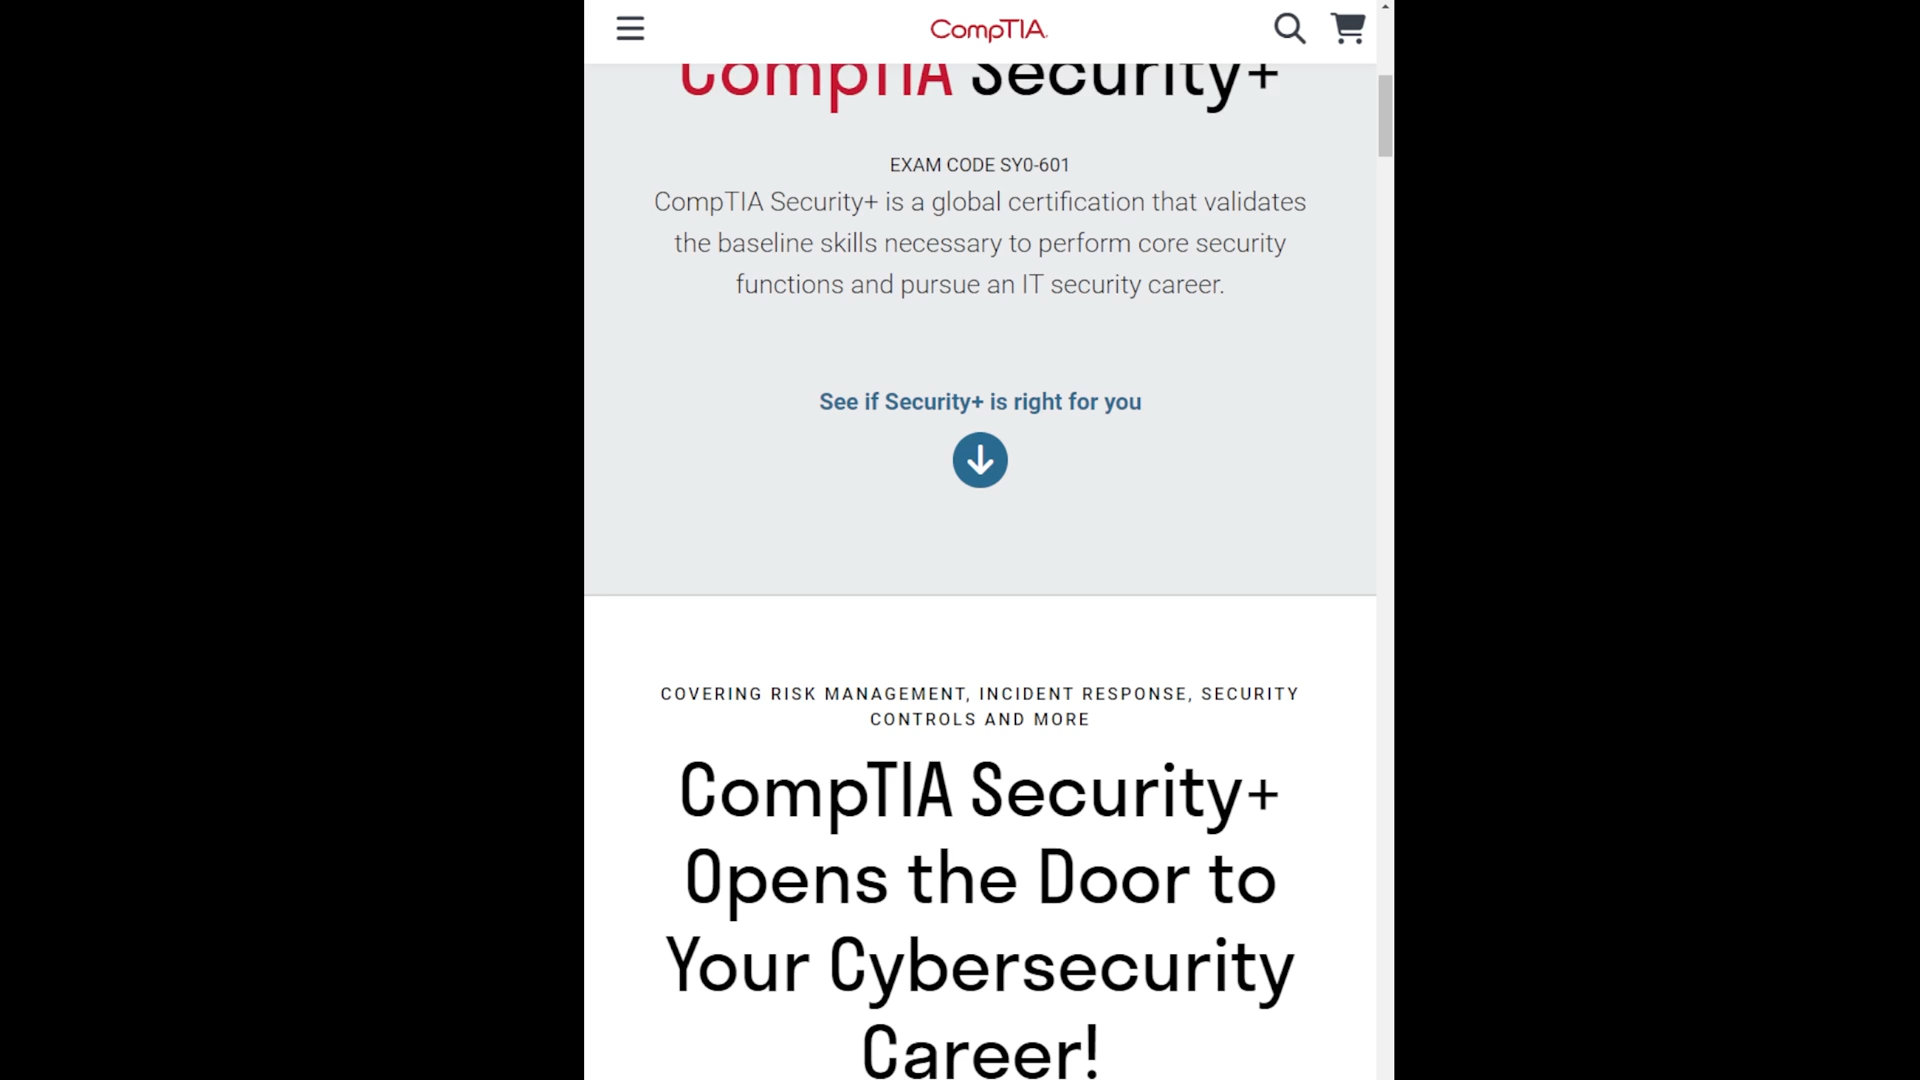 CompTIA.
CompTIA Security+
EXAM CODE SY0-601
CompTIA Security+ is a global certification that validates
the baseline skills necessary to perform core security
functions and pursue an IT security career.
See if Security+ is right for you
COVERING RISK MANAGEMENT, INCIDENT RESPONSE, SECURITY
CONTROLS AND MORE
CompTIA Security+
Opens the Door to
Your Cybersecurity
Career!